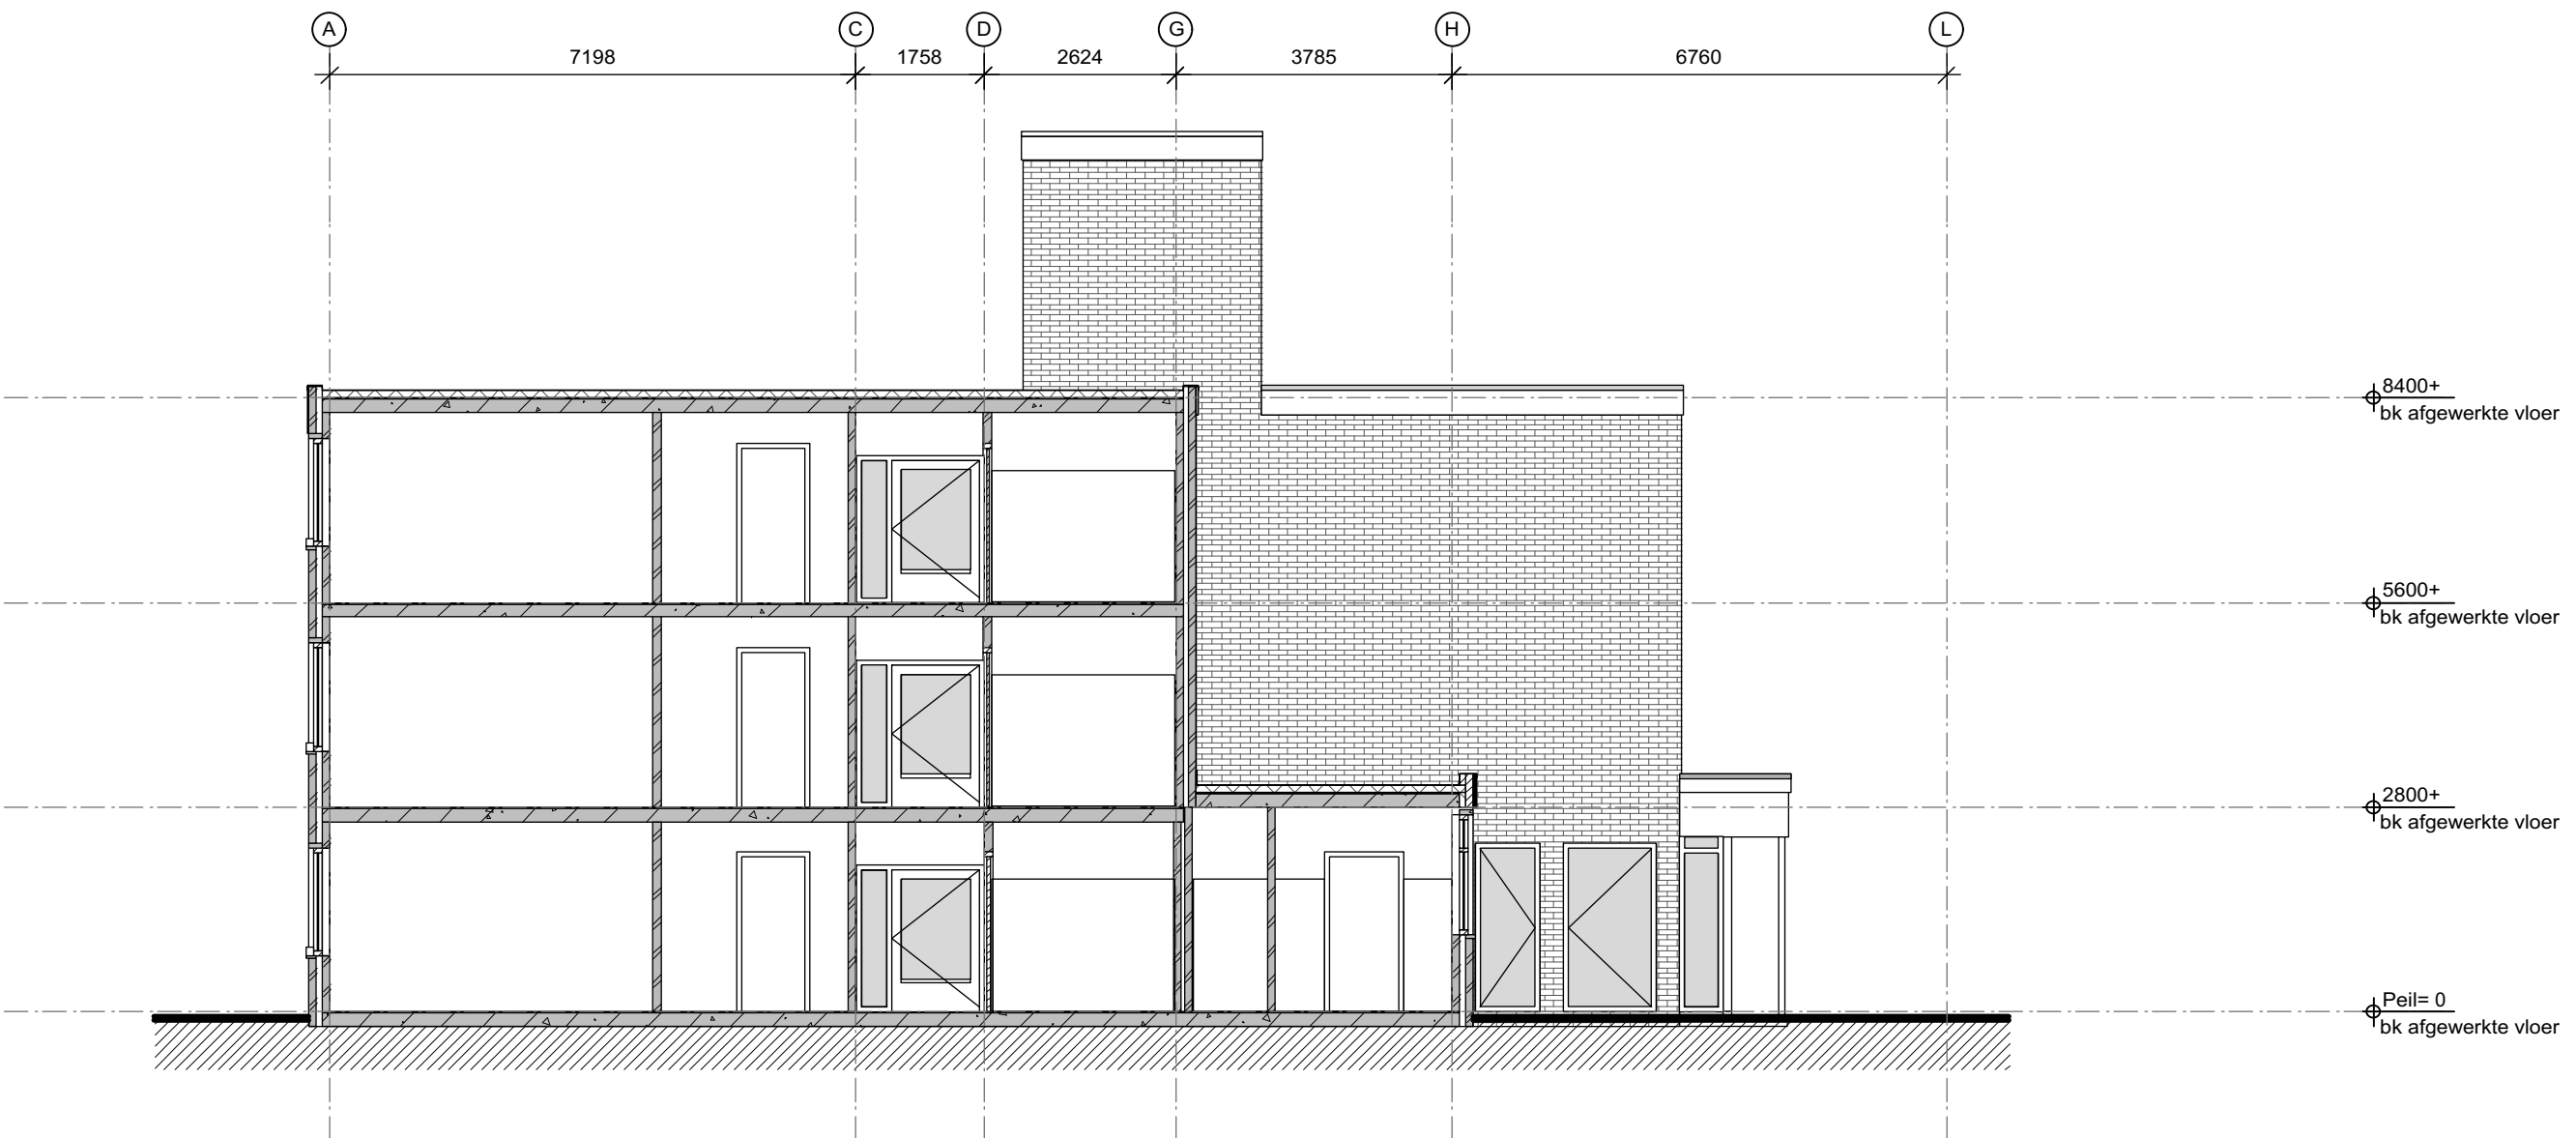 A C D G H L
7198 1758 2624 3785 6760
8400+
bk afgewerkte vloer
5600+
bk afgewerkte vloer
2800+
bk afgewerkte vloer
Peil= 0
bk afgewerkte vloer